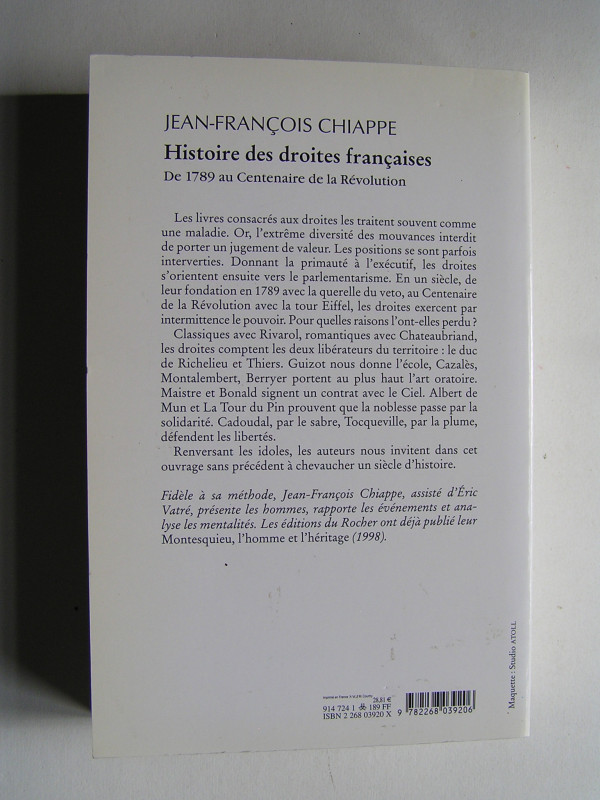 JEAN-FRANÇOIS CHIAPPE
Histoire des droites françaises
De 1789 au Centenaire de la Révolution
Les livres consacrés aux droites les traitent souvent comme
une maladie. Or, l'extrême diversité des mouvances interdit
de porter un jugement de valeur. Les positions se sont parfois
interverties. Donnant la primauté à l'exécutif, les droites
s'orientent ensuite vers le parlementarisme. En un siècle, de
leur fondation en 1789 avec la querelle du veto, au Centenaire
de la Révolution avec la tour Eiffel, les droites exercent par
intermittence le pouvoir. Pour quelles raisons l'ont-elles perdu ?
Classiques avec Rivarol, romantiques avec Chateaubriand,
les droites comptent les deux libérateurs du territoire : le duc
de Richelieu et Thiers. Guizot nous donne l'école, Cazalès,
Montalembert, Berryer portent au plus haut l'art oratoire.
Maistre et Bonald signent un contrat avec le Ciel. Albert de
Mun et La Tour du Pin prouvent que la noblesse passe par la
solidarité. Cadoudal, par le sabre, Tocqueville, par la plume,
défendent les libertés.
Renversant les idoles, les auteurs nous invitent dans cet
ouvrage sans précédent à chevaucher un siècle d'histoire.
Fidèle à sa méthode, Jean-François Chiappe, assisté d'Éric
Vatré, présente les hommes, rapporte les événements et ana-
lyse les mentalités. Les éditions du Rocher ont déjà publié leur
Montesquieu, l'homme et l'héritage (1998).
28,81 €
914 724 1 189 FF
ISBN 2 268 03920 X
9 782268 039206
Maquette : Studio ATOLL